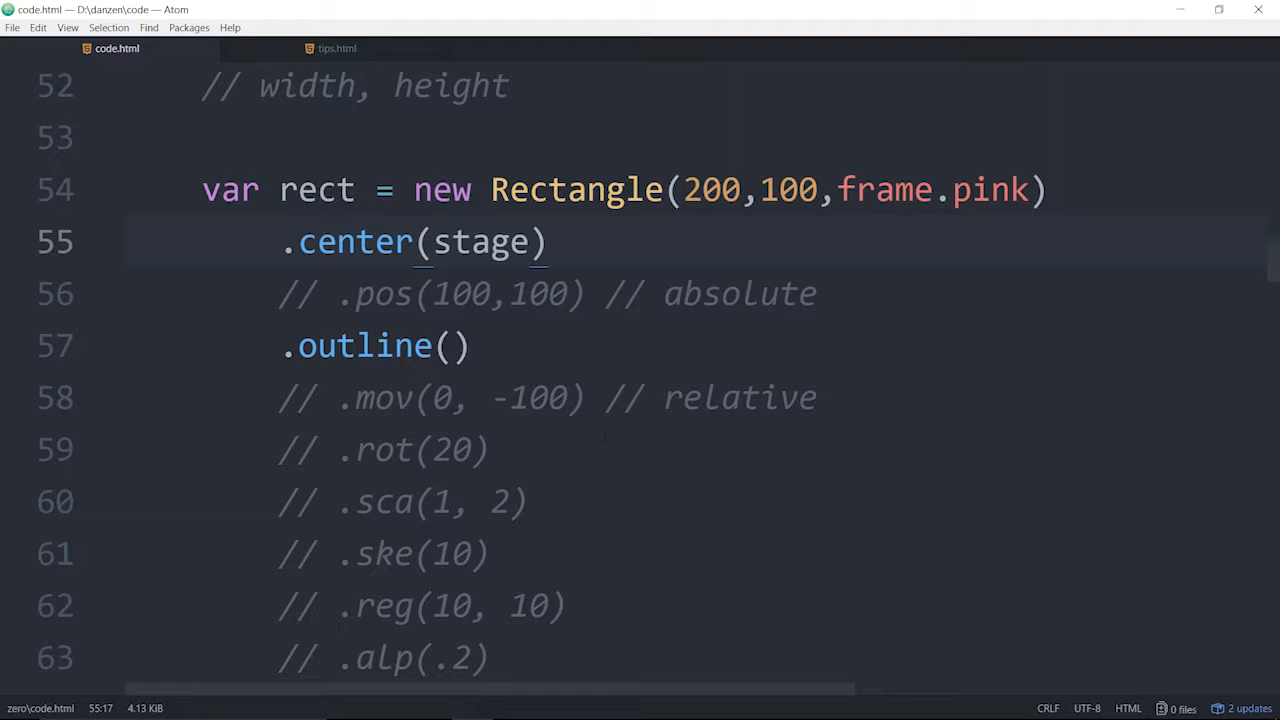 code.html — D:\danzen\code — Atom
File Edit View Selection Find Packages Help
code.html tips.html
52 // width, height
53
54 var rect = new Rectangle(200,100,frame.pink)
55 .center(stage)
56 // .pos(100,100) // absolute
57 .outline()
58 // .mov(0, -100) // relative
59 // .rot(20)
60 // .sca(1, 2)
61 // .ske(10)
62 // .reg(10, 10)
63 // .alp(.2)
zero\code.html 55:17 4.13 KiB CRLF UTF-8 HTML 0 files 2 updates